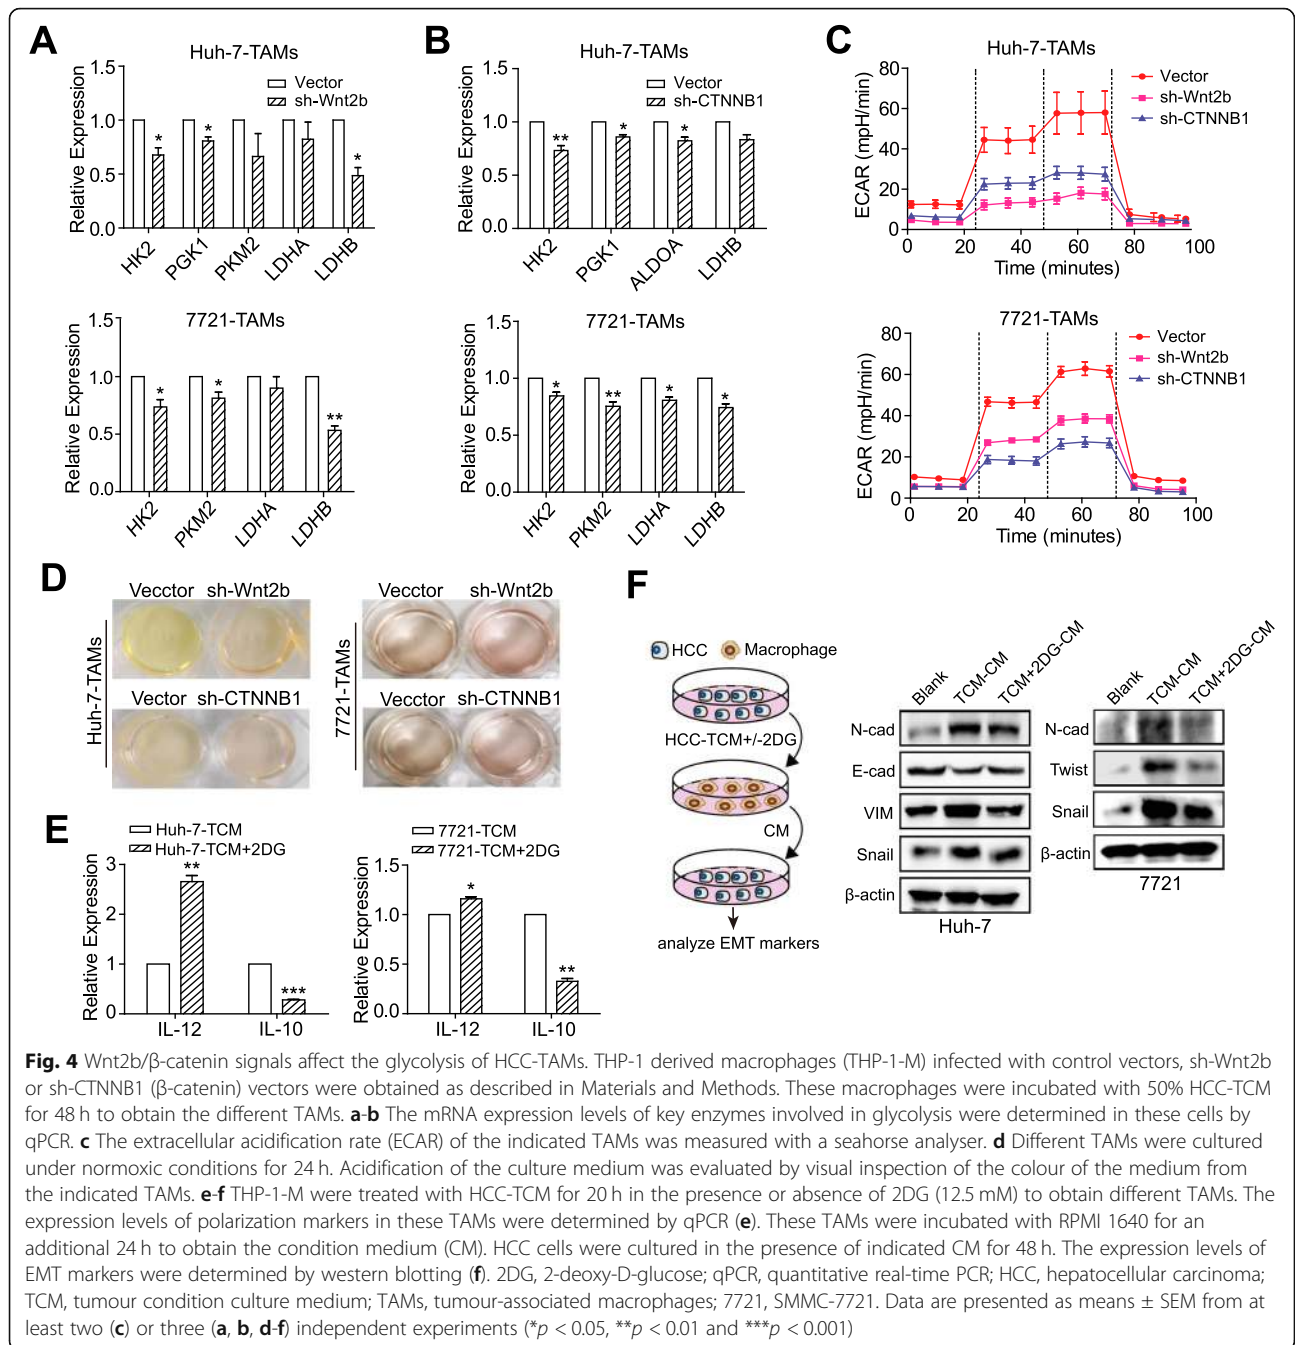 A
Huh-7-TAMs
Relative Expression
1.5
1.0
0.5
0.0
Vector
sh-Wnt2b
* * *
HK2 PGK1 PKM2 LDHA LDHB
7721-TAMs
Relative Expression
1.5
1.0
0.5
0.0
* * **
HK2 PKM2 LDHA LDHB
B
Huh-7-TAMs
Relative Expression
1.5
1.0
0.5
0.0
Vector
sh-CTNNB1
** * *
HK2 PGK1 ALDOA LDHB
7721-TAMs
Relative Expression
1.5
1.0
0.5
0.0
* ** * *
HK2 PKM2 LDHA LDHB
C
Huh-7-TAMs
ECAR (mpH/min)
80
60
40
20
0
0 20 40 60 80 100
Time (minutes)
Vector
sh-Wnt2b
sh-CTNNB1
7721-TAMs
ECAR (mpH/min)
80
60
40
20
0
0 20 40 60 80 100
Time (minutes)
Vector
sh-Wnt2b
sh-CTNNB1
D
Huh-7-TAMs
Vecctor sh-Wnt2b
Vector sh-CTNNB1
7721-TAMs
Vecctor sh-Wnt2b
Vecctor sh-CTNNB1
E
Huh-7-TCM
Huh-7-TCM+2DG
Relative Expression
3
2
1
0
** ***
IL-12 IL-10
7721-TCM
7721-TCM+2DG
Relative Expression
1.5
1.0
0.5
0.0
* **
IL-12 IL-10
F
HCC Macrophage
HCC-TCM+/-2DG
CM
analyze EMT markers
Blank TCM-CM TCM+2DG-CM
N-cad
E-cad
VIM
Snail
β-actin
Huh-7
Blank TCM-CM TCM+2DG-CM
N-cad
Twist
Snail
β-actin
7721
Fig. 4 Wnt2b/β-catenin signals affect the glycolysis of HCC-TAMs. THP-1 derived macrophages (THP-1-M) infected with control vectors, sh-Wnt2b
or sh-CTNNB1 (β-catenin) vectors were obtained as described in Materials and Methods. These macrophages were incubated with 50% HCC-TCM
for 48 h to obtain the different TAMs. a-b The mRNA expression levels of key enzymes involved in glycolysis were determined in these cells by
qPCR. c The extracellular acidification rate (ECAR) of the indicated TAMs was measured with a seahorse analyser. d Different TAMs were cultured
under normoxic conditions for 24 h. Acidification of the culture medium was evaluated by visual inspection of the colour of the medium from
the indicated TAMs. e-f THP-1-M were treated with HCC-TCM for 20 h in the presence or absence of 2DG (12.5 mM) to obtain different TAMs. The
expression levels of polarization markers in these TAMs were determined by qPCR (e). These TAMs were incubated with RPMI 1640 for an
additional 24 h to obtain the condition medium (CM). HCC cells were cultured in the presence of indicated CM for 48 h. The expression levels of
EMT markers were determined by western blotting (f). 2DG, 2-deoxy-D-glucose; qPCR, quantitative real-time PCR; HCC, hepatocellular carcinoma;
TCM, tumour condition culture medium; TAMs, tumour-associated macrophages; 7721, SMMC-7721. Data are presented as means ± SEM from at
least two (c) or three (a, b, d-f) independent experiments (*p < 0.05, **p < 0.01 and ***p < 0.001)